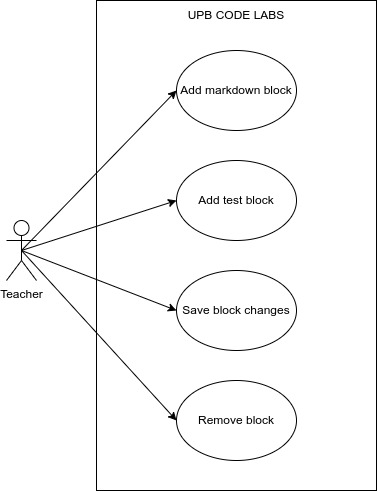 UPB CODE LABS
Add markdown block
Add test block
Teacher
Save block changes
Remove block